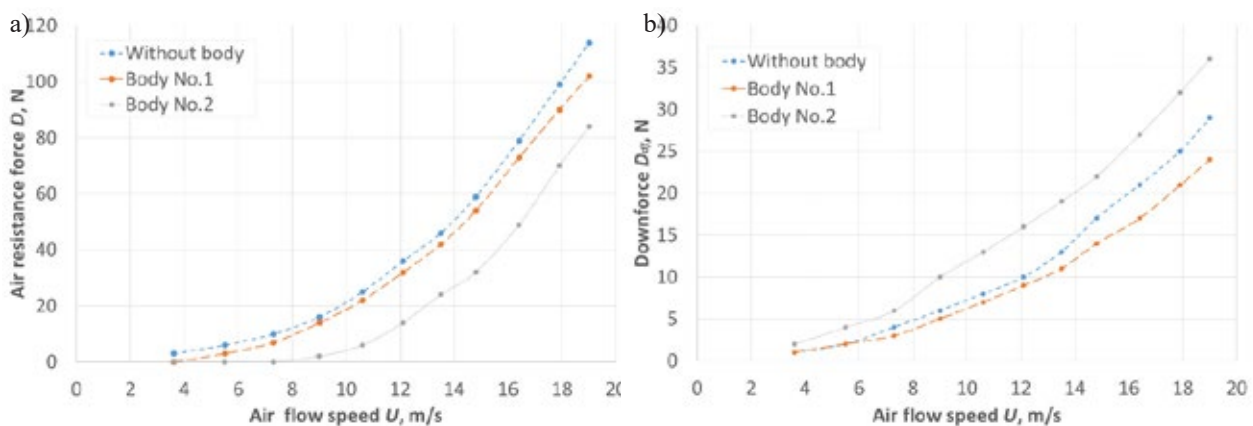 a)
Air resistance force D, N
120
100
80
60
40
20
0
Without body
Body No.1
Body No.2
0 2 4 6 8 10 12 14 16 18 20
Air flow speed U, m/s
b)
Downforce Ddf, N
40
35
30
25
20
15
10
5
0
Without body
Body No.1
Body No.2
0 2 4 6 8 10 12 14 16 18 20
Air flow speed U, m/s